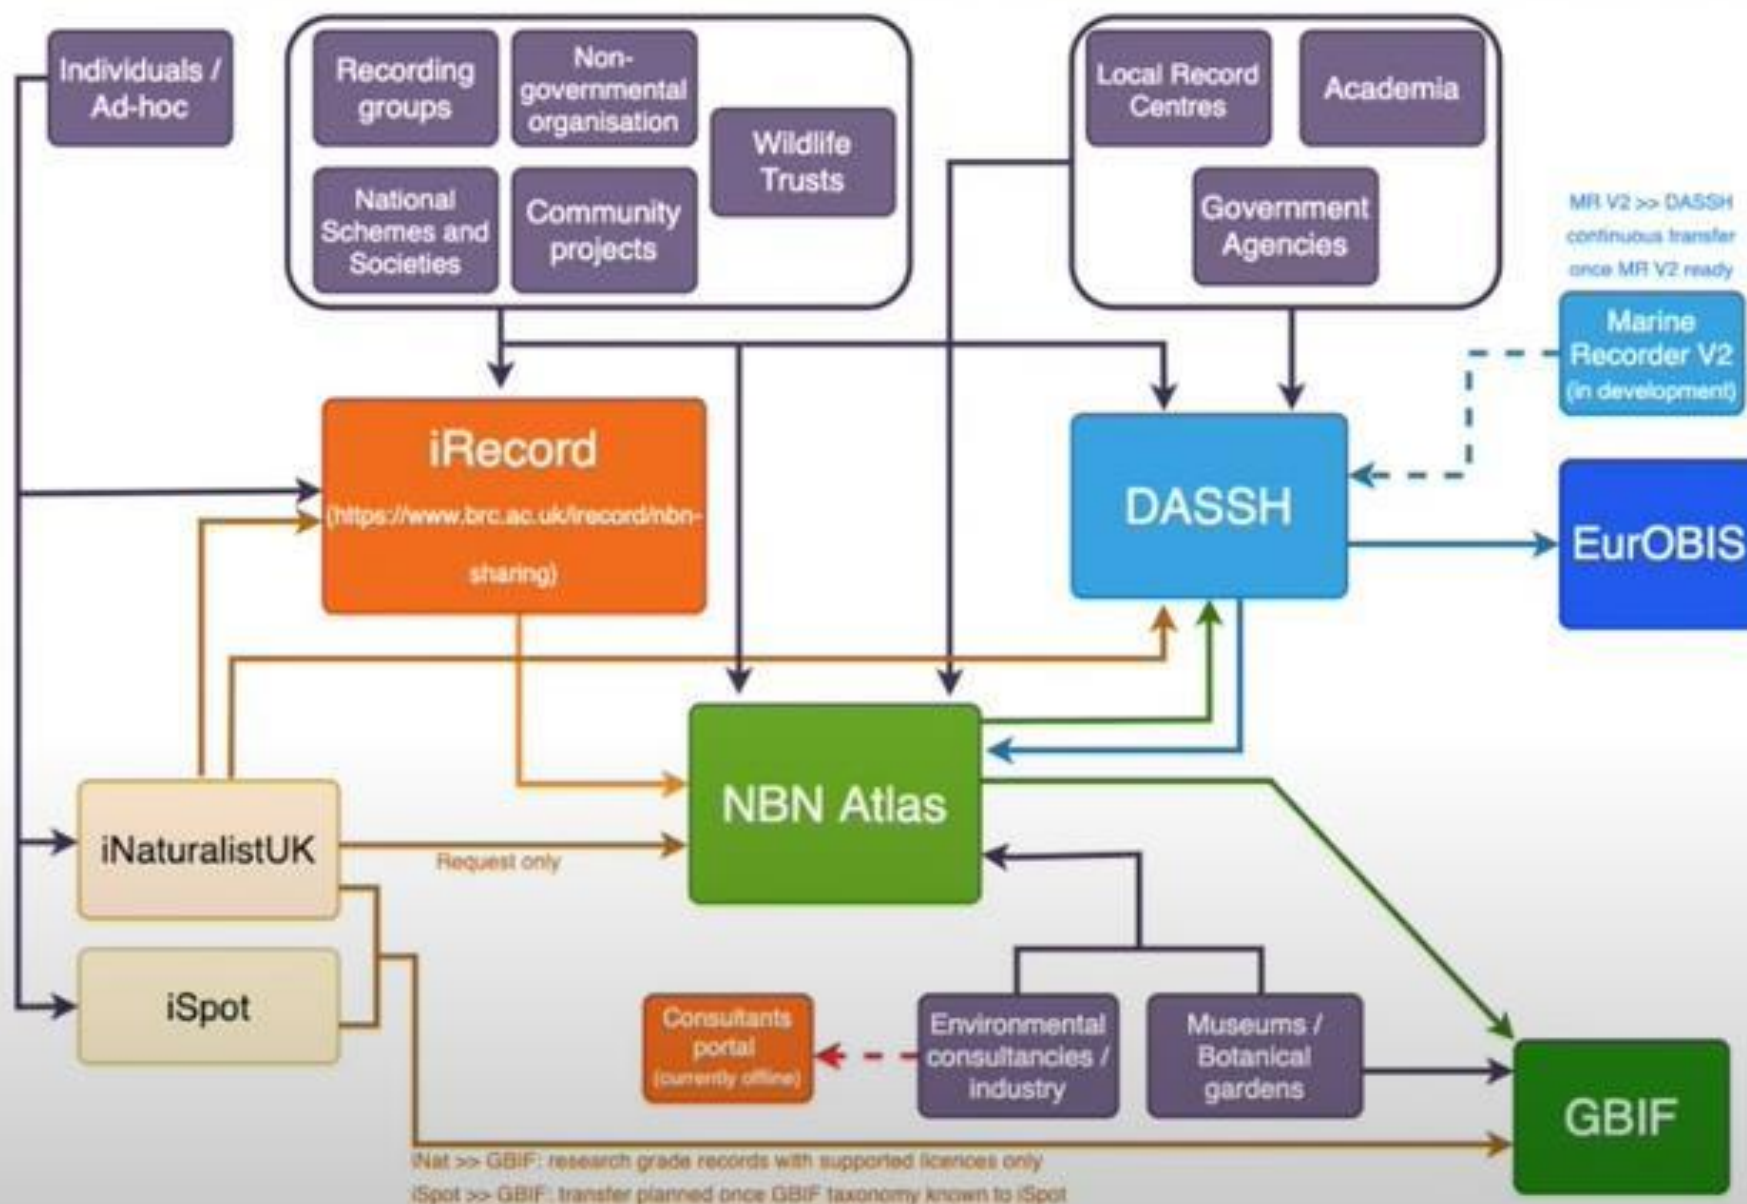 Individuals /
Ad-hoc
Recording
groups
Non-
governmental
organisation
Wildlife
Trusts
National
Schemes and
Societies
Community
projects
Local Record
Centres
Academia
Government
Agencies
MR V2 >> DASSH
continuous transfer
once MR V2 ready
Marine
Recorder V2
(in development)
iRecord
(https://www.brc.ac.uk/irecord/nbn-
sharing)
DASSH
EurOBIS
NBN Atlas
iNaturalistUK
Request only
iSpot
Consultants
portal
(currently offline)
Environmental
consultancies /
industry
Museums /
Botanical
gardens
GBIF
iNat >> GBIF: research grade records with supported licences only
iSpot >> GBIF: transfer planned once GBIF taxonomy known to iSpot